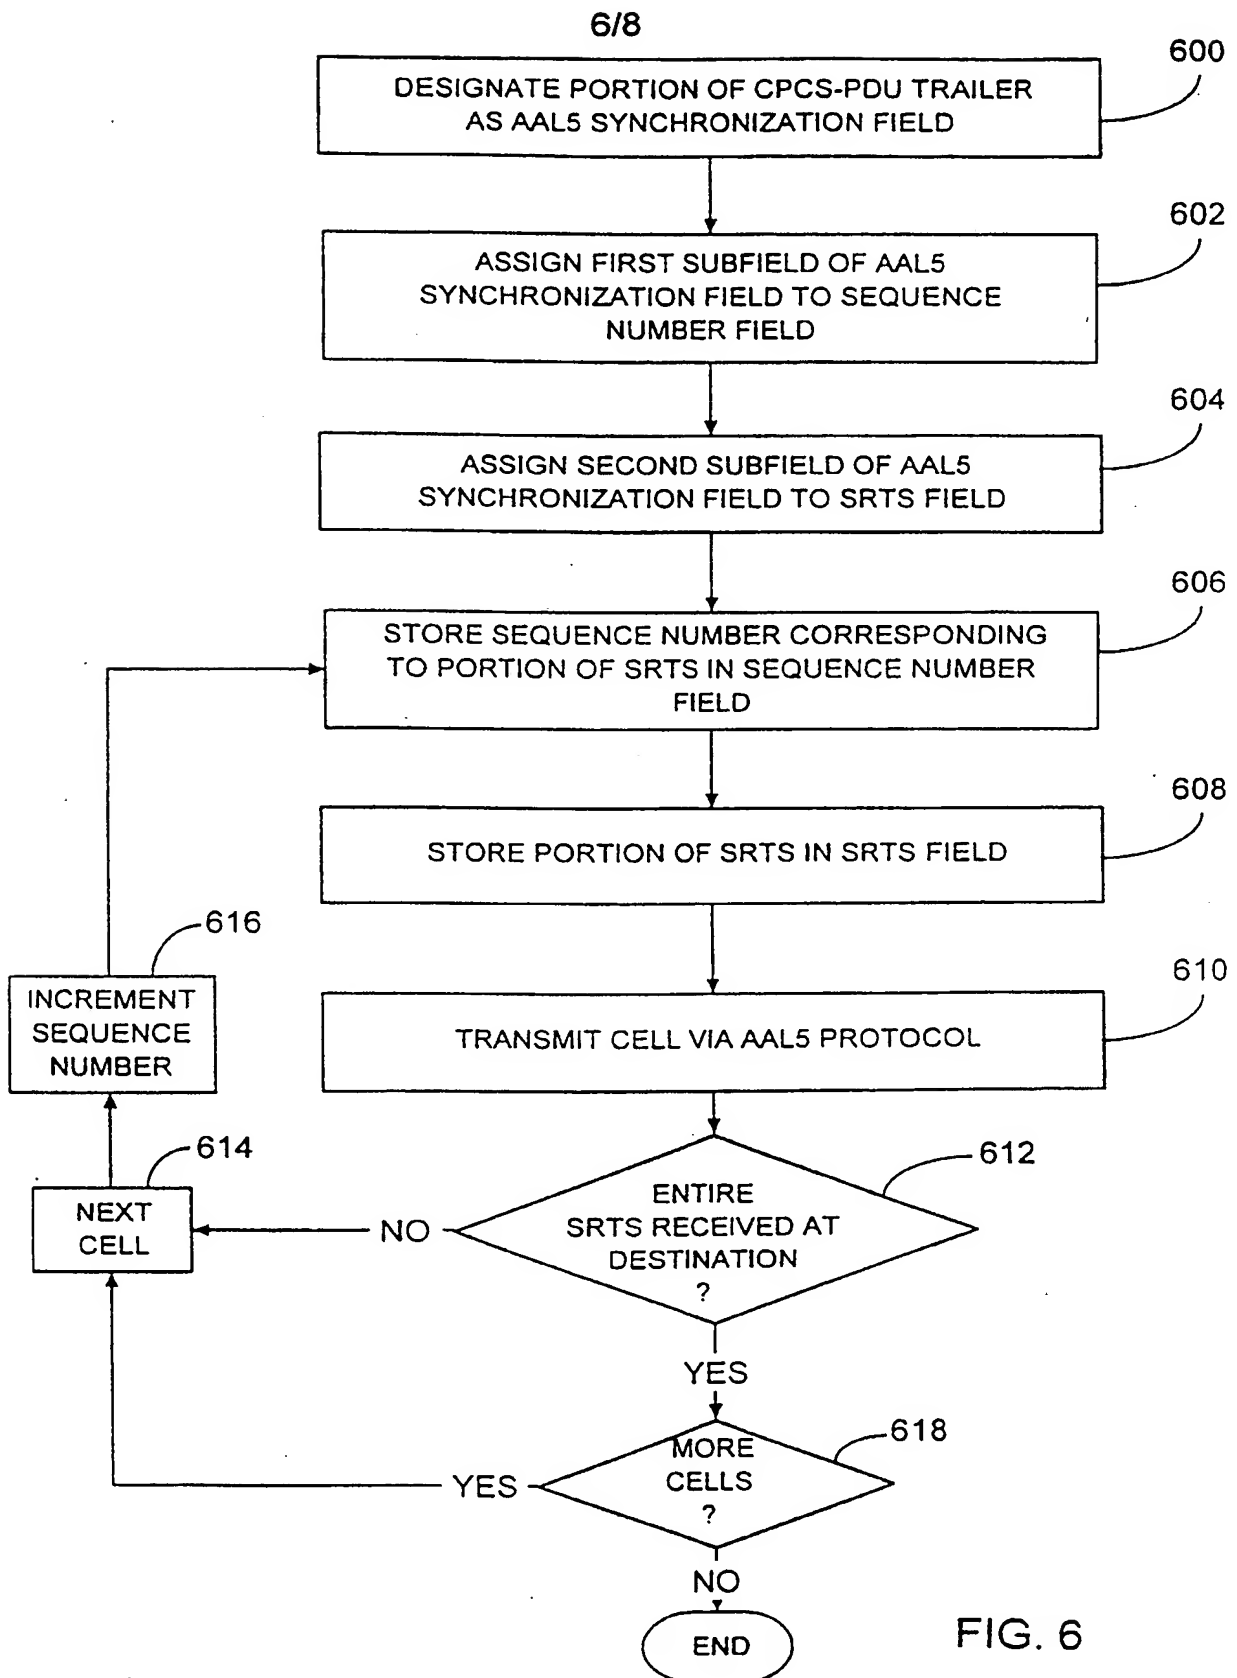 6/8
600
DESIGNATE PORTION OF CPCS-PDU TRAILER
AS AAL5 SYNCHRONIZATION FIELD
602
ASSIGN FIRST SUBFIELD OF AAL5
SYNCHRONIZATION FIELD TO SEQUENCE
NUMBER FIELD
604
ASSIGN SECOND SUBFIELD OF AAL5
SYNCHRONIZATION FIELD TO SRTS FIELD
606
STORE SEQUENCE NUMBER CORRESPONDING
TO PORTION OF SRTS IN SEQUENCE NUMBER
FIELD
608
STORE PORTION OF SRTS IN SRTS FIELD
616
INCREMENT
SEQUENCE
NUMBER
610
TRANSMIT CELL VIA AAL5 PROTOCOL
614
NEXT
CELL
NO
612
ENTIRE
SRTS RECEIVED AT
DESTINATION
?
YES
618
MORE
CELLS
?
YES
NO
END
FIG. 6